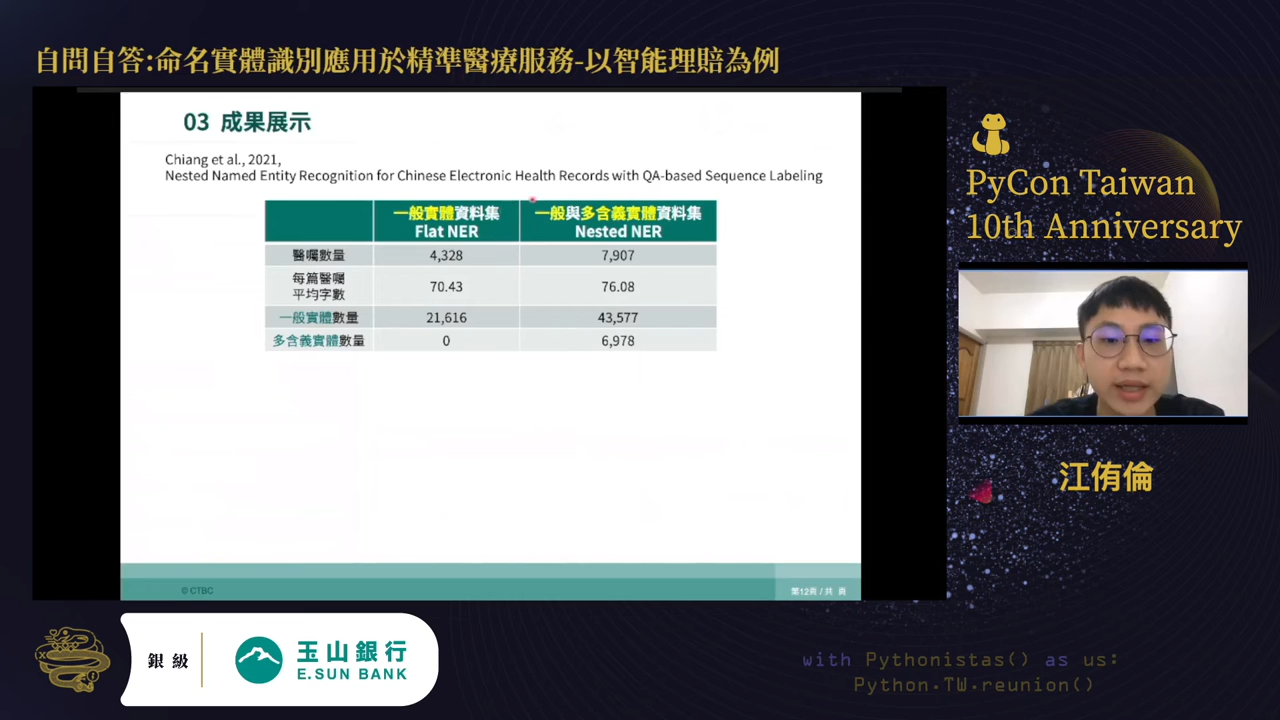 自問自答:命名實體識別應用於精準醫療服務-以智能理賠為例
03 成果展示
Chiang et al., 2021,
Nested Named Entity Recognition for Chinese Electronic Health Records with QA-based Sequence Labeling
一般實體資料集
Flat NER
一般與多含義實體資料集
Nested NER
醫囑數量
4,328
7,907
每篇醫囑
平均字數
70.43
76.08
一般實體數量
21,616
43,577
多含義實體數量
0
6,978
© CTBC
第12頁 / 共 頁
PyCon Taiwan
10th Anniversary
江侑倫
銀級
玉山銀行
E.SUN BANK
with Pythonistas() as us:
Python.TW.reunion()